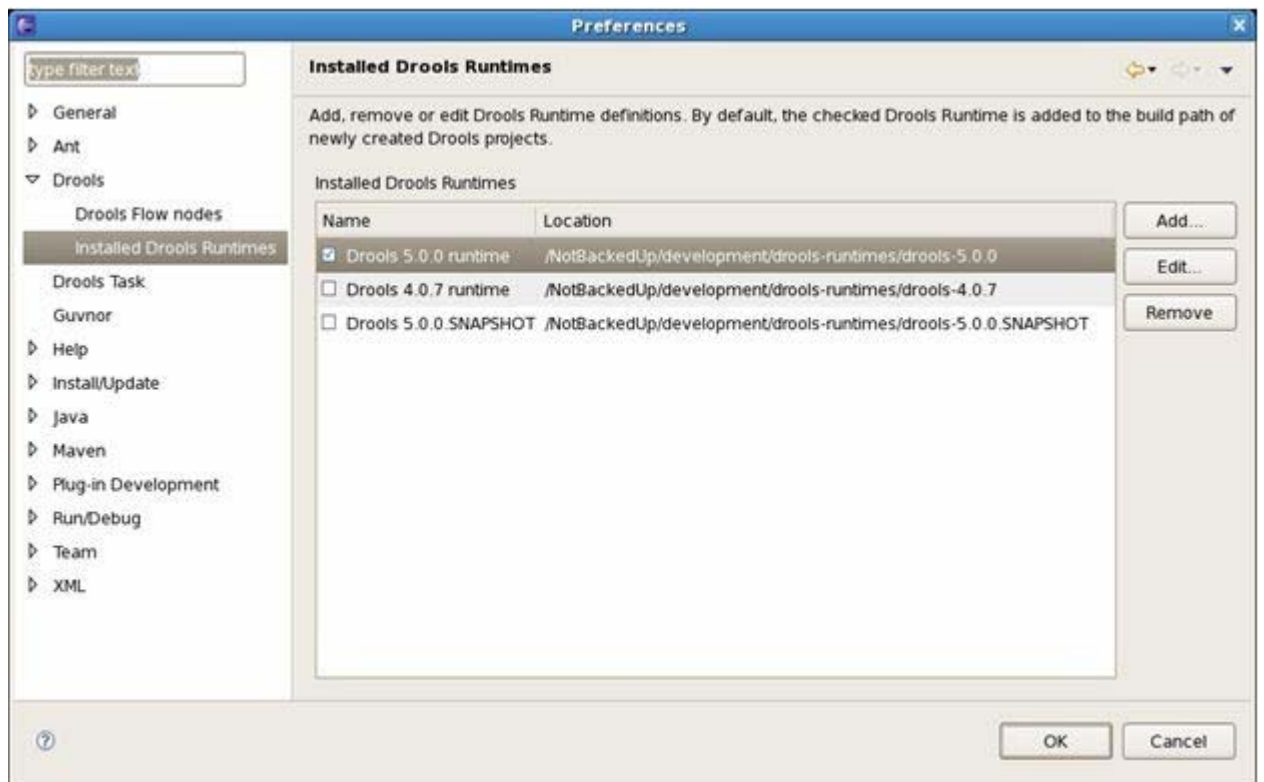 Preferences
type filter text
General
Ant
Drools
Drools Flow nodes
Installed Drools Runtimes
Drools Task
Guvnor
Help
Install/Update
Java
Maven
Plug-in Development
Run/Debug
Team
XML
Installed Drools Runtimes
Add, remove or edit Drools Runtime definitions. By default, the checked Drools Runtime is added to the build path of
newly created Drools projects.
Installed Drools Runtimes
Name Location
Drools 5.0.0 runtime /NotBackedUp/development/drools-runtimes/drools-5.0.0
Drools 4.0.7 runtime /NotBackedUp/development/drools-runtimes/drools-4.0.7
Drools 5.0.0.SNAPSHOT /NotBackedUp/development/drools-runtimes/drools-5.0.0.SNAPSHOT
Add...
Edit...
Remove
?
OK Cancel